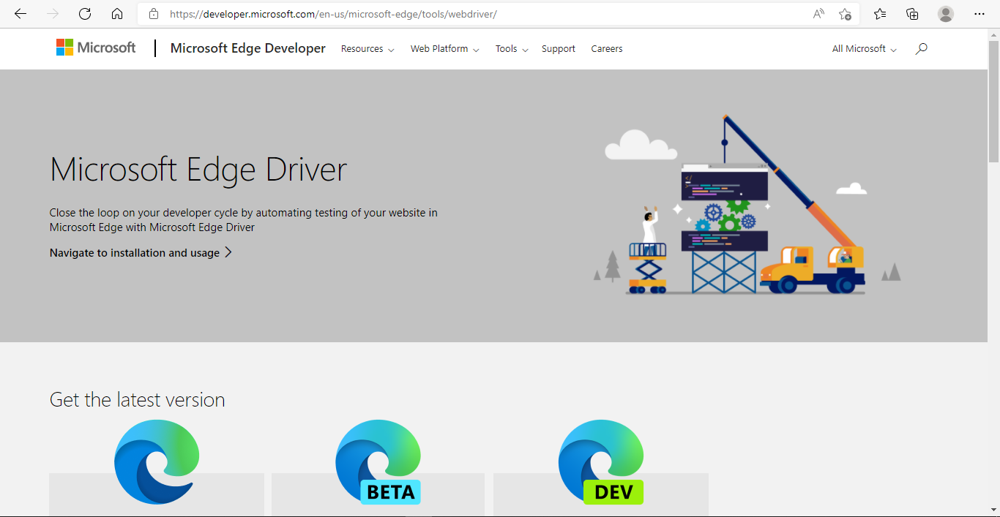 https://developer.microsoft.com/en-us/microsoft-edge/tools/webdriver/
Microsoft Microsoft Edge Developer Resources Web Platform Tools Support Careers All Microsoft
Microsoft Edge Driver
Close the loop on your developer cycle by automating testing of your website in
Microsoft Edge with Microsoft Edge Driver
Navigate to installation and usage
Get the latest version
BETA DEV